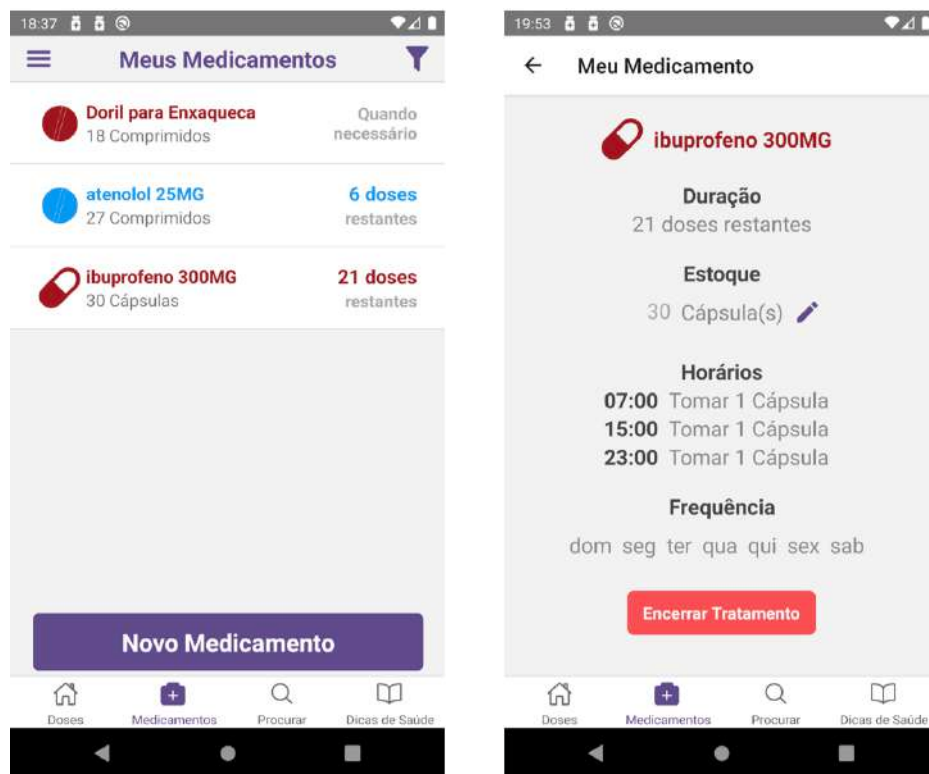 18:37
Meus Medicamentos
Doril para Enxaqueca
18 Comprimidos
Quando
necessário
atenolol 25MG
27 Comprimidos
6 doses
restantes
ibuprofeno 300MG
30 Cápsulas
21 doses
restantes
Novo Medicamento
Doses
Medicamentos
Procurar
Dicas de Saúde
19:53
Meu Medicamento
ibuprofeno 300MG
Duração
21 doses restantes
Estoque
30 Cápsula(s)
Horários
07:00 Tomar 1 Cápsula
15:00 Tomar 1 Cápsula
23:00 Tomar 1 Cápsula
Frequência
dom seg ter qua qui sex sab
Encerrar Tratamento
Doses
Medicamentos
Procurar
Dicas de Saúde